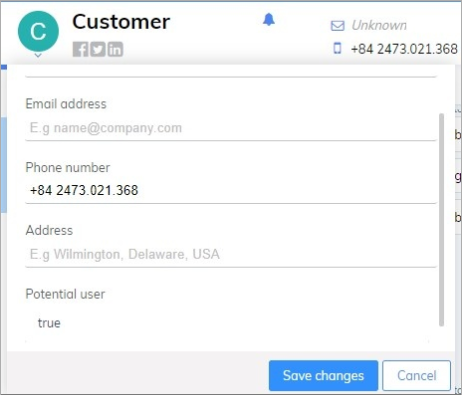 C
Customer
Unknown
+84 2473.021.368
Email address
E.g name@company.com
Phone number
+84 2473.021.368
Address
E.g Wilmington, Delaware, USA
Potential user
true
Save changes
Cancel